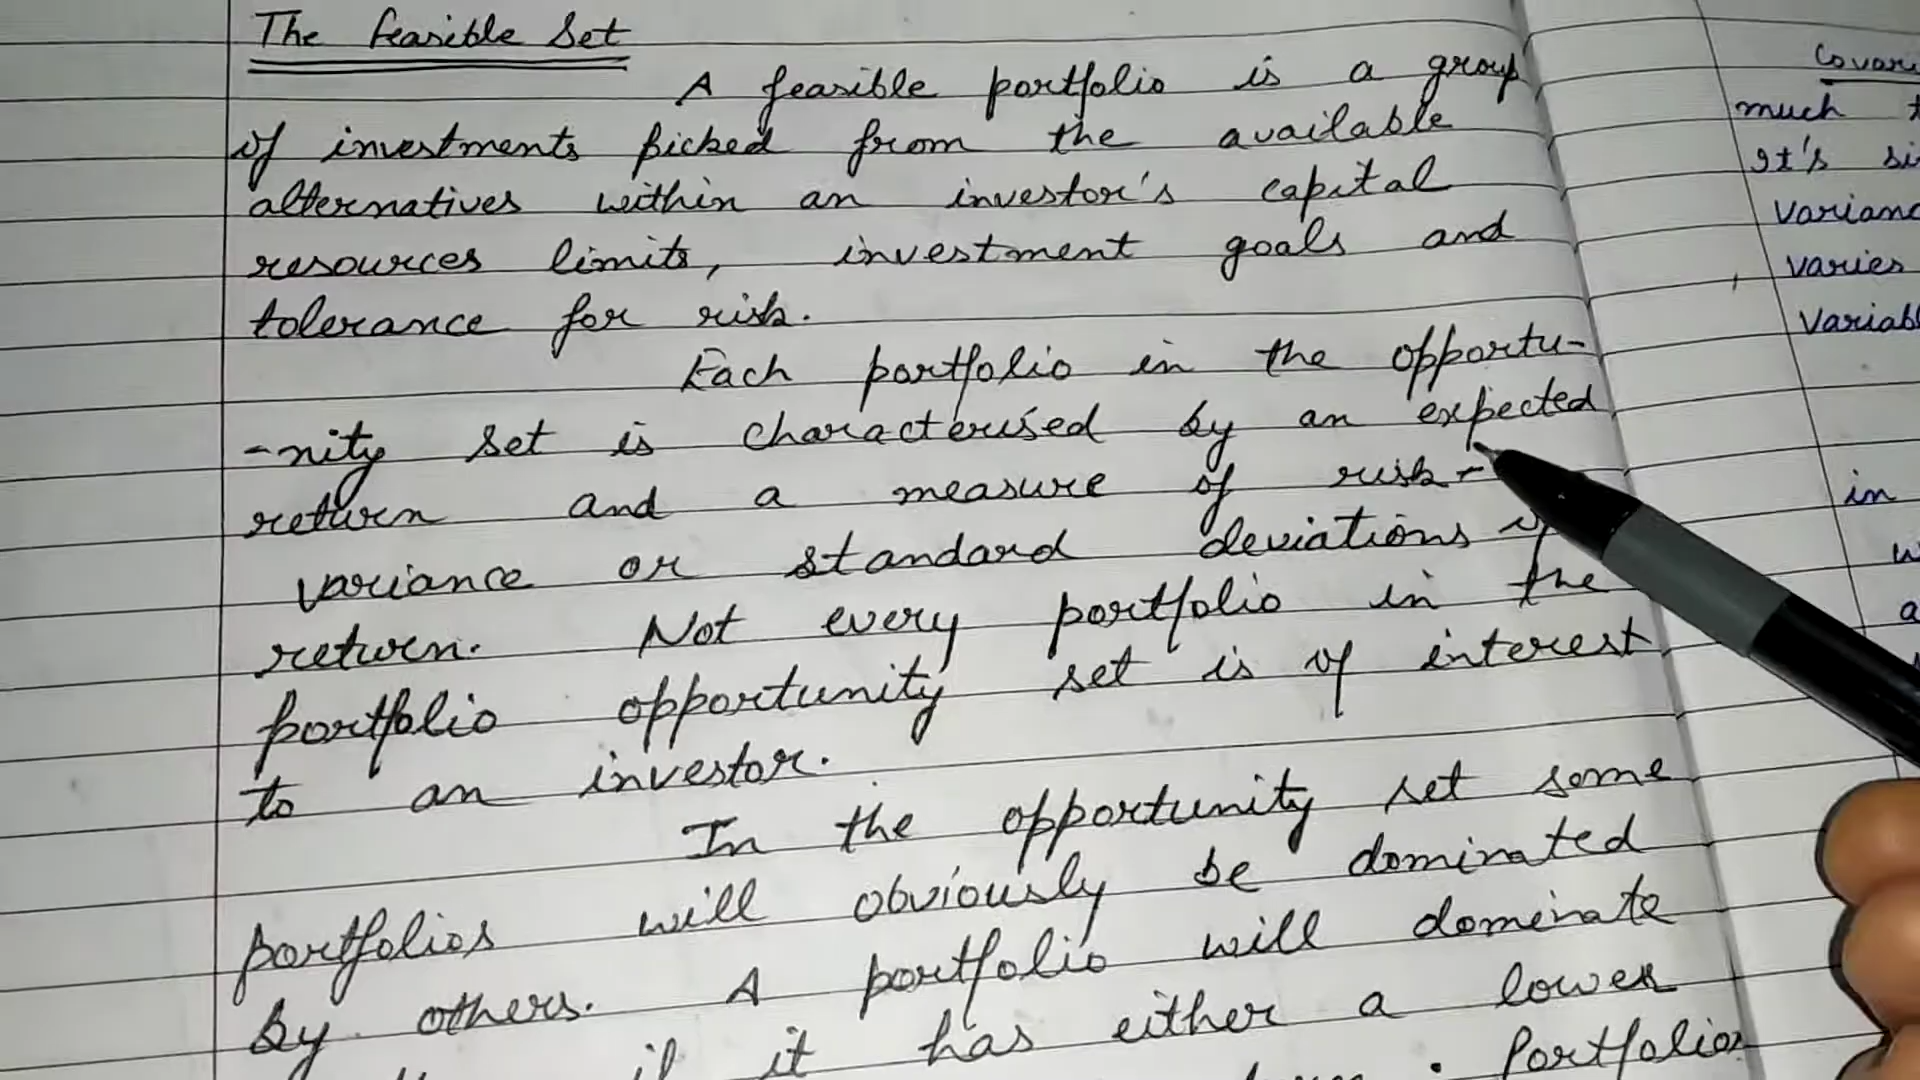 The feasible Set
A feasible portfolio is a group
of investments picked from the available
alternatives within an investor's capital
resources limits, investment goals and
tolerance for risk.
Each portfolio in the opportu-
-nity set is characterised by an expected
return and a measure of risk -
variance or standard deviations of
return. Not every portfolio in the
portfolio opportunity set is of interest
to an investor.
In the opportunity set some
portfolios will obviously be dominated
by others. A portfolio will dominate
if it has either a lower
. Portfolios
much
It's
in